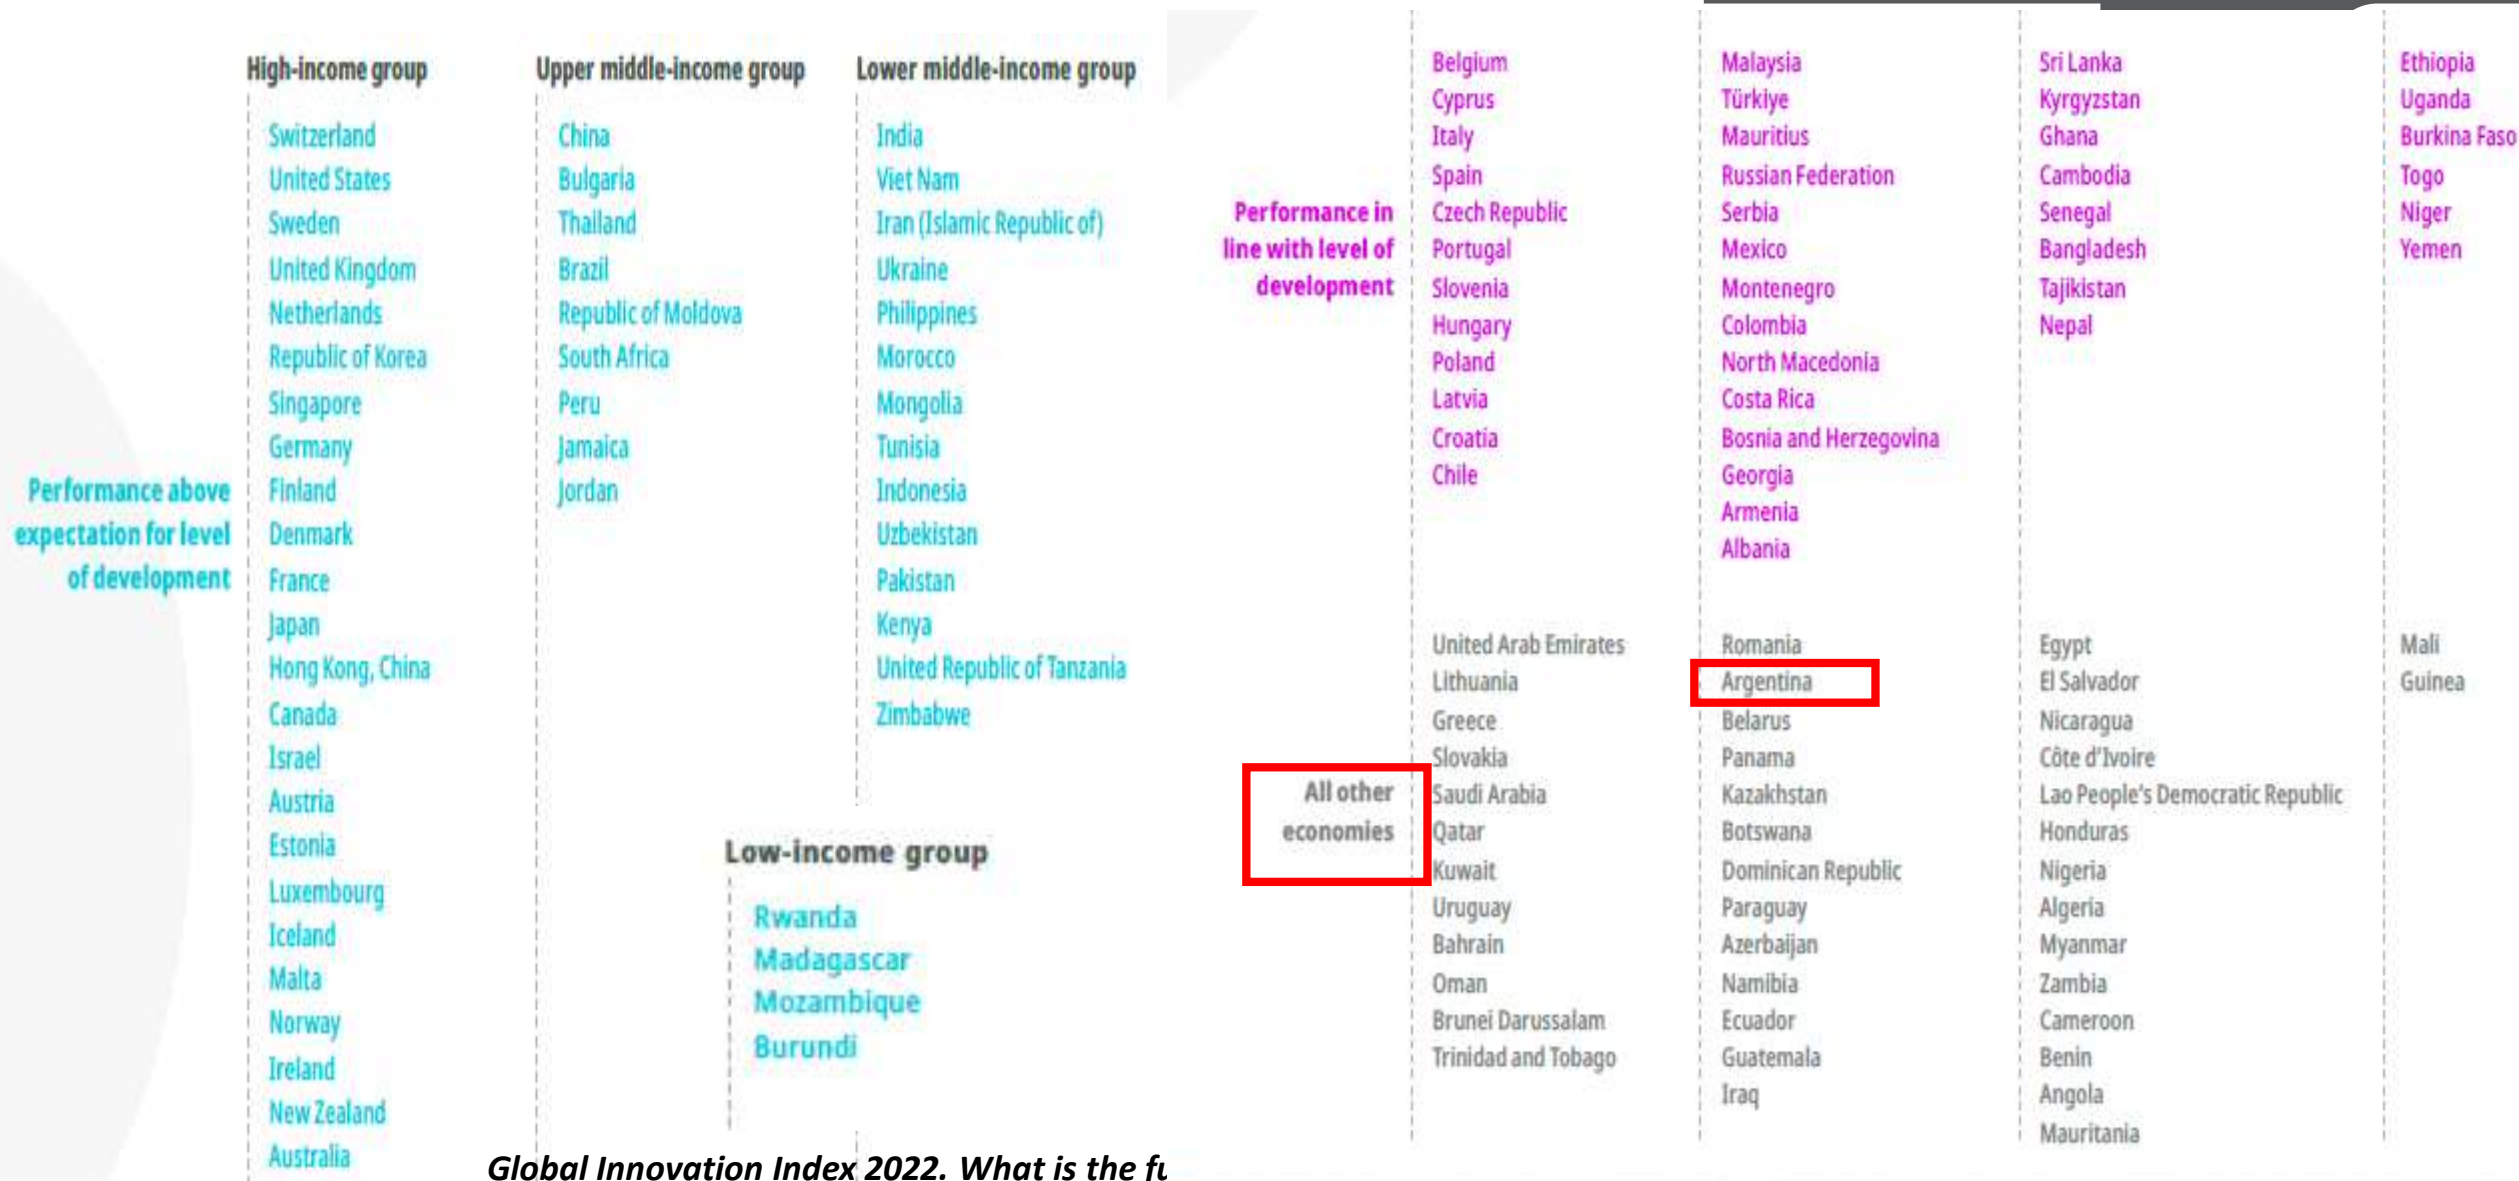 High-income group
Switzerland
United States
Sweden
United Kingdom
Netherlands
Republic of Korea
Singapore
Germany
Performance above
expectation for level
of development
Finland
Denmark
France
Japan
Hong Kong, China
Canada
Israel
Austria
Estonia
Luxembourg
Iceland
Malta
Norway
Ireland
New Zealand
Australia
Upper middle-income group
China
Bulgaria
Thailand
Brazil
Republic of Moldova
South Africa
Peru
Jamaica
Jordan
Lower middle-income group
India
Viet Nam
Iran (Islamic Republic of)
Ukraine
Philippines
Morocco
Mongolia
Tunisia
Indonesia
Uzbekistan
Pakistan
Kenya
United Republic of Tanzania
Zimbabwe
Low-income group
Rwanda
Madagascar
Mozambique
Burundi
Global Innovation Index 2022. What is the
Performance in
line with level of
development
Belgium
Cyprus
Italy
Spain
Czech Republic
Portugal
Slovenia
Hungary
Poland
Latvia
Croatia
Chile
Malaysia
Türkiye
Mauritius
Russian Federation
Serbia
Mexico
Montenegro
Colombia
North Macedonia
Costa Rica
Bosnia and Herzegovina
Georgia
Armenia
Albania
Sri Lanka
Kyrgyzstan
Ghana
Cambodia
Senegal
Bangladesh
Tajikistan
Nepal
Ethiopia
Uganda
Burkina Faso
Togo
Niger
Yemen
All other
economies
United Arab Emirates
Lithuania
Greece
Slovakia
Saudi Arabia
Qatar
Kuwait
Uruguay
Bahrain
Oman
Brunei Darussalam
Trinidad and Tobago
Romania
Argentina
Belarus
Panama
Kazakhstan
Botswana
Dominican Republic
Paraguay
Azerbaijan
Namibia
Ecuador
Guatemala
Iraq
Egypt
El Salvador
Nicaragua
Côte d'Ivoire
Lao People's Democratic Republic
Honduras
Nigeria
Algeria
Myanmar
Zambia
Cameroon
Benin
Angola
Mauritania
Mali
Guinea